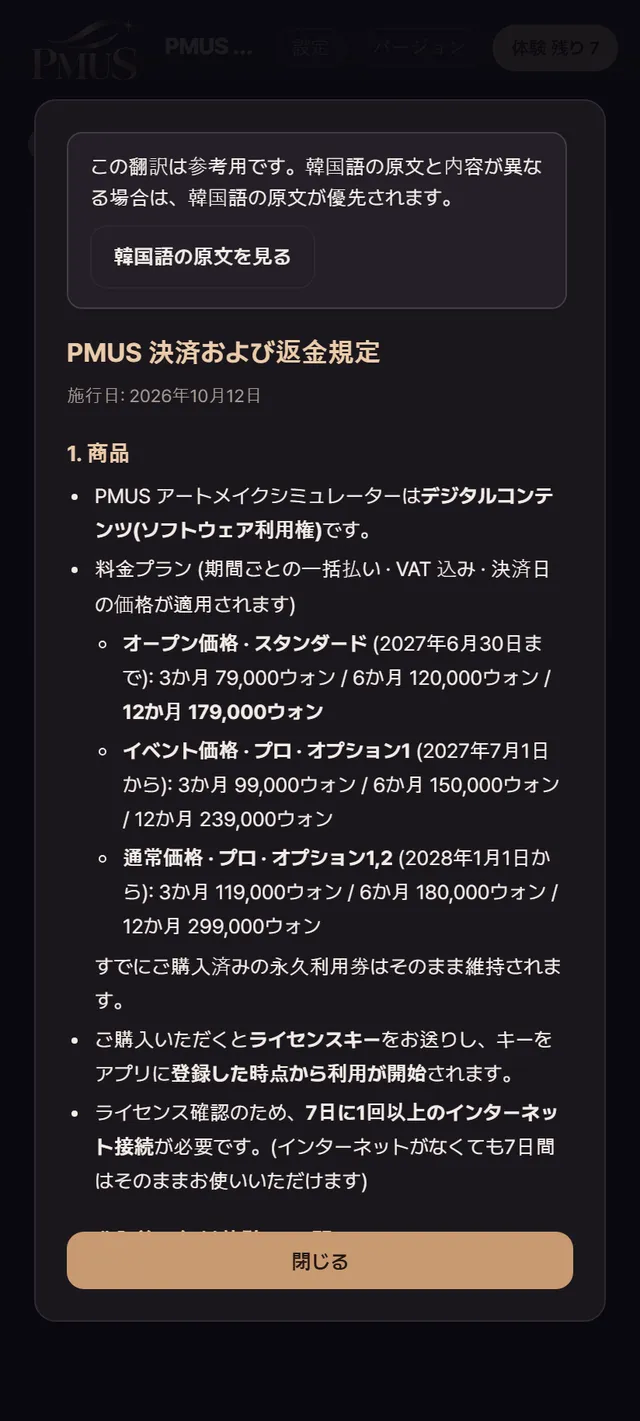 PMUS
PMUS ...
設定
バージョン
体験 残り 7
この翻訳は参考用です。韓国語の原文と内容が異な
る場合は、韓国語の原文が優先されます。
韓国語の原文を見る
PMUS 決済および返金規定
施行日: 2026年10月12日
1. 商品
• PMUS アートメイクシミュレーターはデジタルコンテ
ンツ(ソフトウェア利用権)です。
• 料金プラン (期間ごとの一括払い · VAT 込み · 決済日
の価格が適用されます)
◦ オープン価格 · スタンダード (2027年6月30日ま
で): 3か月 79,000ウォン / 6か月 120,000ウォン /
12か月 179,000ウォン
◦ イベント価格 · プロ · オプション1 (2027年7月1日
から): 3か月 99,000ウォン / 6か月 150,000ウォン
/ 12か月 239,000ウォン
◦ 通常価格 · プロ · オプション1,2 (2028年1月1日か
ら): 3か月 119,000ウォン / 6か月 180,000ウォン /
12か月 299,000ウォン
すでにご購入済みの永久利用券はそのまま維持されま
す。
• ご購入いただくとライセンスキーをお送りし、キーを
アプリに登録した時点から利用が開始されます。
• ライセンス確認のため、7日に1回以上のインターネッ
ト接続が必要です。(インターネットがなくても7日間
はそのままお使いいただけます)
閉じる